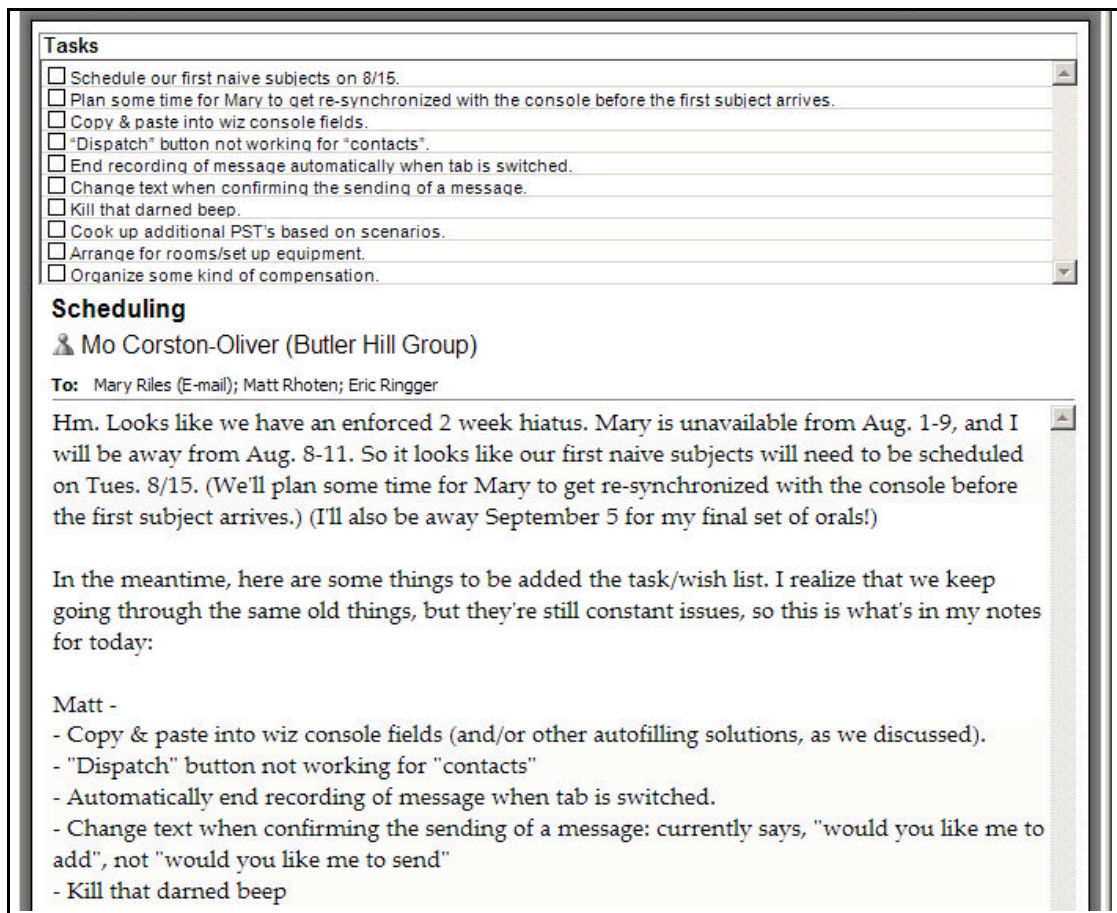 Tasks
Schedule our first naive subjects on 8/15.
Plan some time for Mary to get re-synchronized with the console before the first subject arrives.
Copy & paste into wiz console fields.
“Dispatch” button not working for “contacts”.
End recording of message automatically when tab is switched.
Change text when confirming the sending of a message.
Kill that darned beep.
Cook up additional PST's based on scenarios.
Arrange for rooms/set up equipment.
Organize some kind of compensation.
Scheduling
Mo Corston-Oliver (Butler Hill Group)
To: Mary Riles (E-mail); Matt Rhoten; Eric Ringger
Hm. Looks like we have an enforced 2 week hiatus. Mary is unavailable from Aug. 1-9, and I
will be away from Aug. 8-11. So it looks like our first naive subjects will need to be scheduled
on Tues. 8/15. (We'll plan some time for Mary to get re-synchronized with the console before
the first subject arrives.) (I'll also be away September 5 for my final set of orals!)
In the meantime, here are some things to be added the task/wish list. I realize that we keep
going through the same old things, but they're still constant issues, so this is what's in my notes
for today:
Matt -
- Copy & paste into wiz console fields (and/or other autofilling solutions, as we discussed).
- "Dispatch" button not working for "contacts"
- Automatically end recording of message when tab is switched.
- Change text when confirming the sending of a message: currently says, "would you like me to
add", not "would you like me to send"
- Kill that darned beep